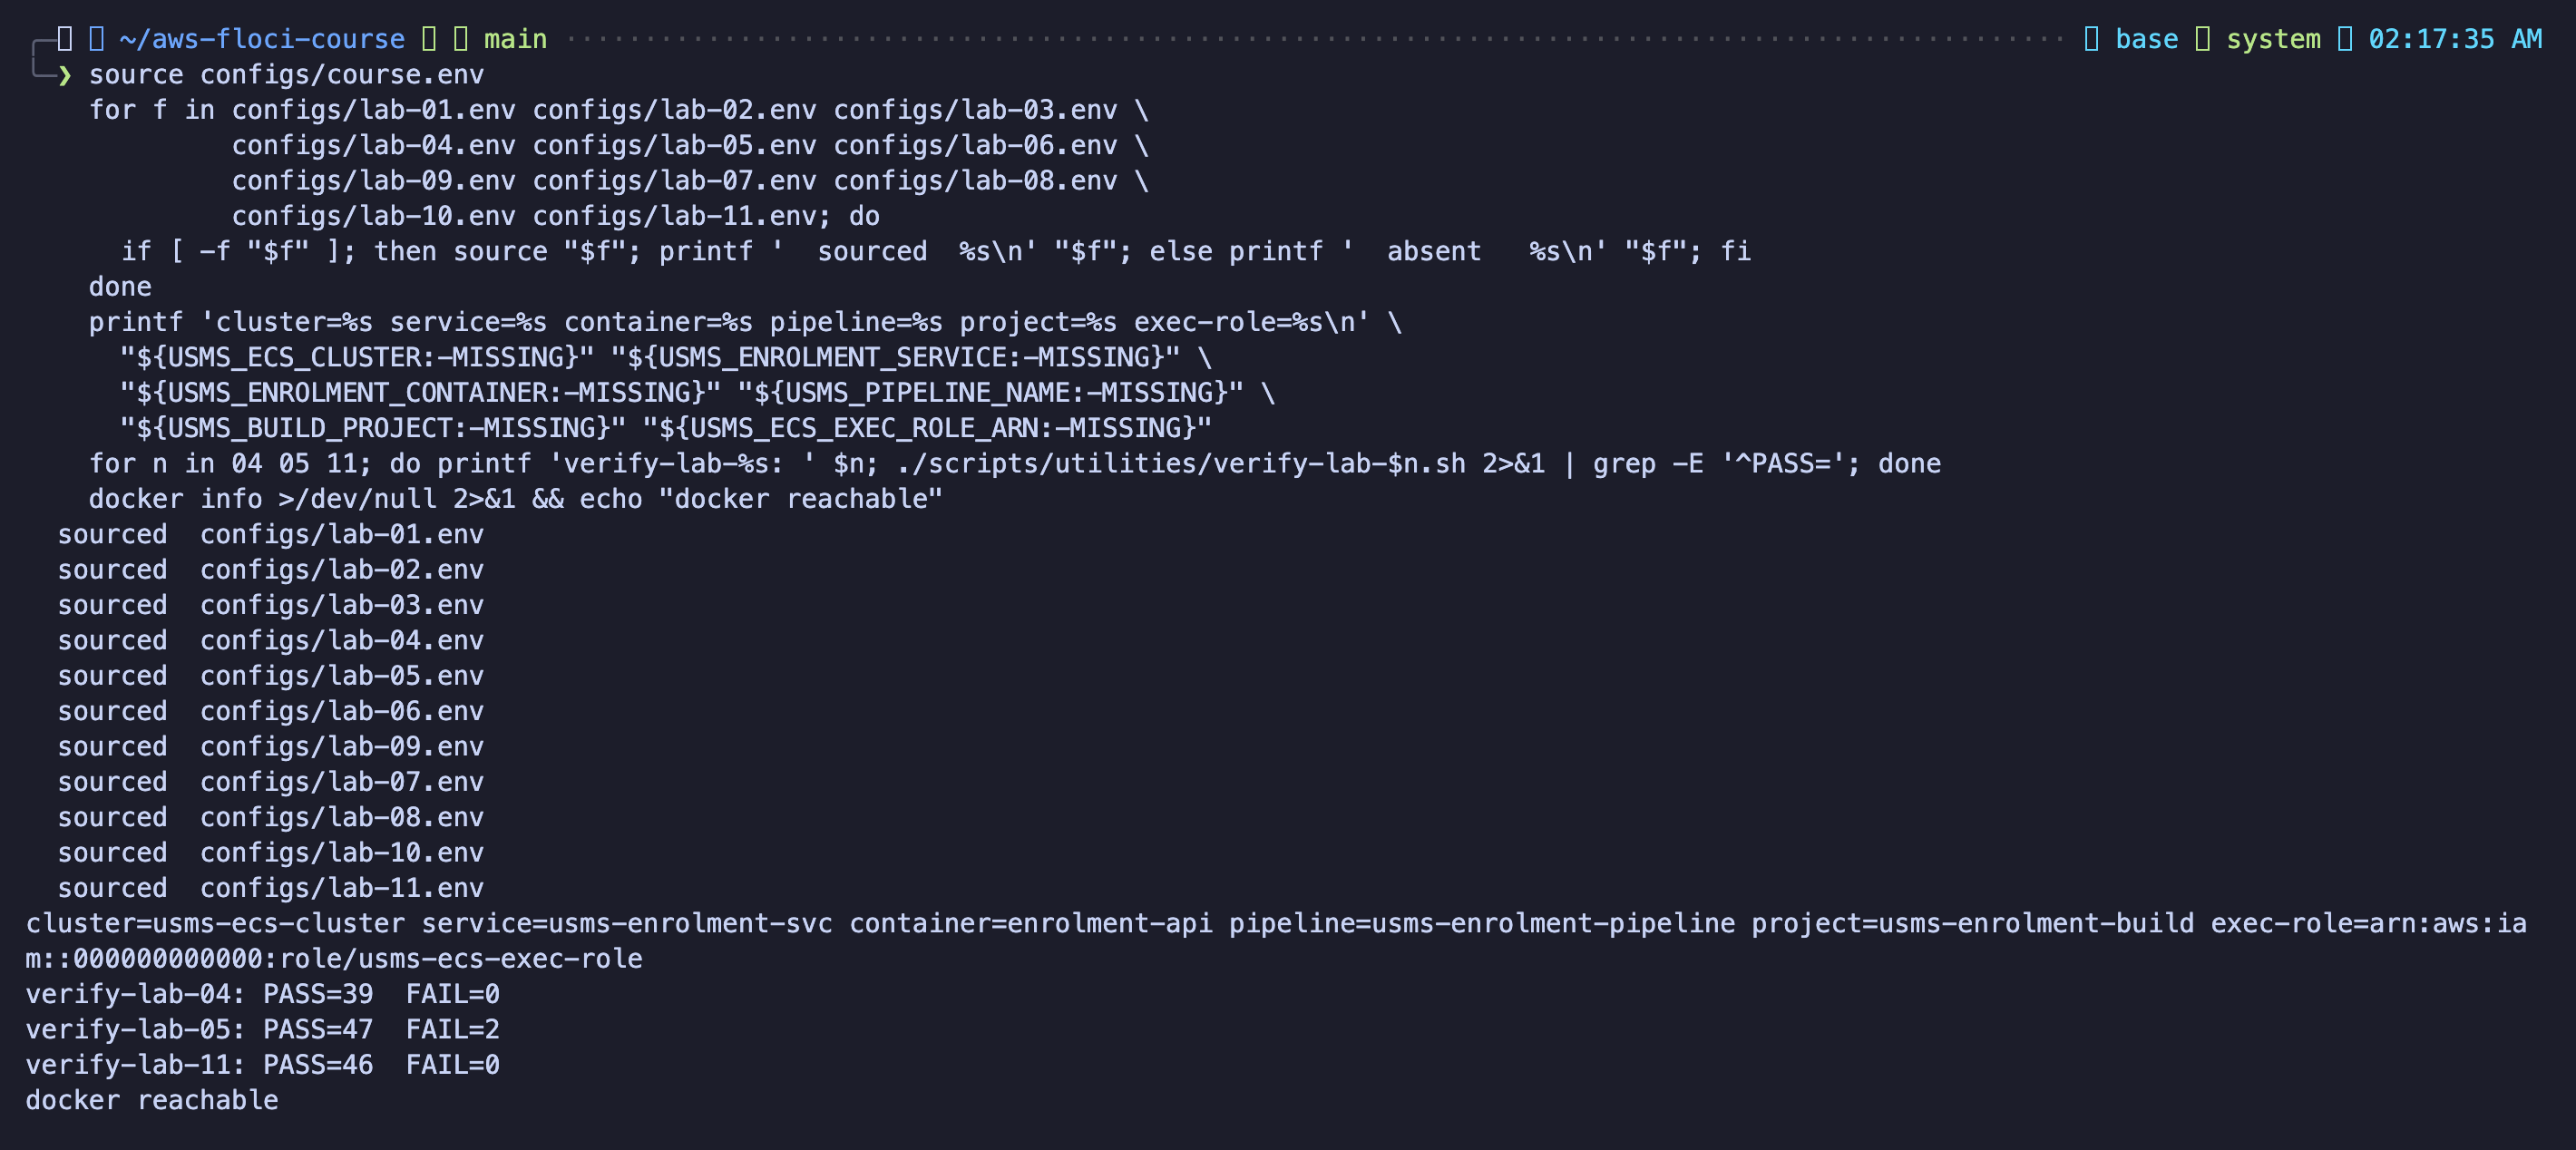 ~/aws-floci-course main base system 02:17:35 AM
❯ source configs/course.env
for f in configs/lab-01.env configs/lab-02.env configs/lab-03.env \
configs/lab-04.env configs/lab-05.env configs/lab-06.env \
configs/lab-09.env configs/lab-07.env configs/lab-08.env \
configs/lab-10.env configs/lab-11.env; do
if [ -f "$f" ]; then source "$f"; printf '  sourced  %s\n' "$f"; else printf '  absent   %s\n' "$f"; fi
done
printf 'cluster=%s service=%s container=%s pipeline=%s project=%s exec-role=%s\n' \
"${USMS_ECS_CLUSTER:-MISSING}" "${USMS_ENROLMENT_SERVICE:-MISSING}" \
"${USMS_ENROLMENT_CONTAINER:-MISSING}" "${USMS_PIPELINE_NAME:-MISSING}" \
"${USMS_BUILD_PROJECT:-MISSING}" "${USMS_ECS_EXEC_ROLE_ARN:-MISSING}"
for n in 04 05 11; do printf 'verify-lab-%s: ' $n; ./scripts/utilities/verify-lab-$n.sh 2>&1 | grep -E '^PASS='; done
docker info >/dev/null 2>&1 && echo "docker reachable"
sourced  configs/lab-01.env
sourced  configs/lab-02.env
sourced  configs/lab-03.env
sourced  configs/lab-04.env
sourced  configs/lab-05.env
sourced  configs/lab-06.env
sourced  configs/lab-09.env
sourced  configs/lab-07.env
sourced  configs/lab-08.env
sourced  configs/lab-10.env
sourced  configs/lab-11.env
cluster=usms-ecs-cluster service=usms-enrolment-svc container=enrolment-api pipeline=usms-enrolment-pipeline project=usms-enrolment-build exec-role=arn:aws:ia
m::000000000000:role/usms-ecs-exec-role
verify-lab-04: PASS=39  FAIL=0
verify-lab-05: PASS=47  FAIL=2
verify-lab-11: PASS=46  FAIL=0
docker reachable